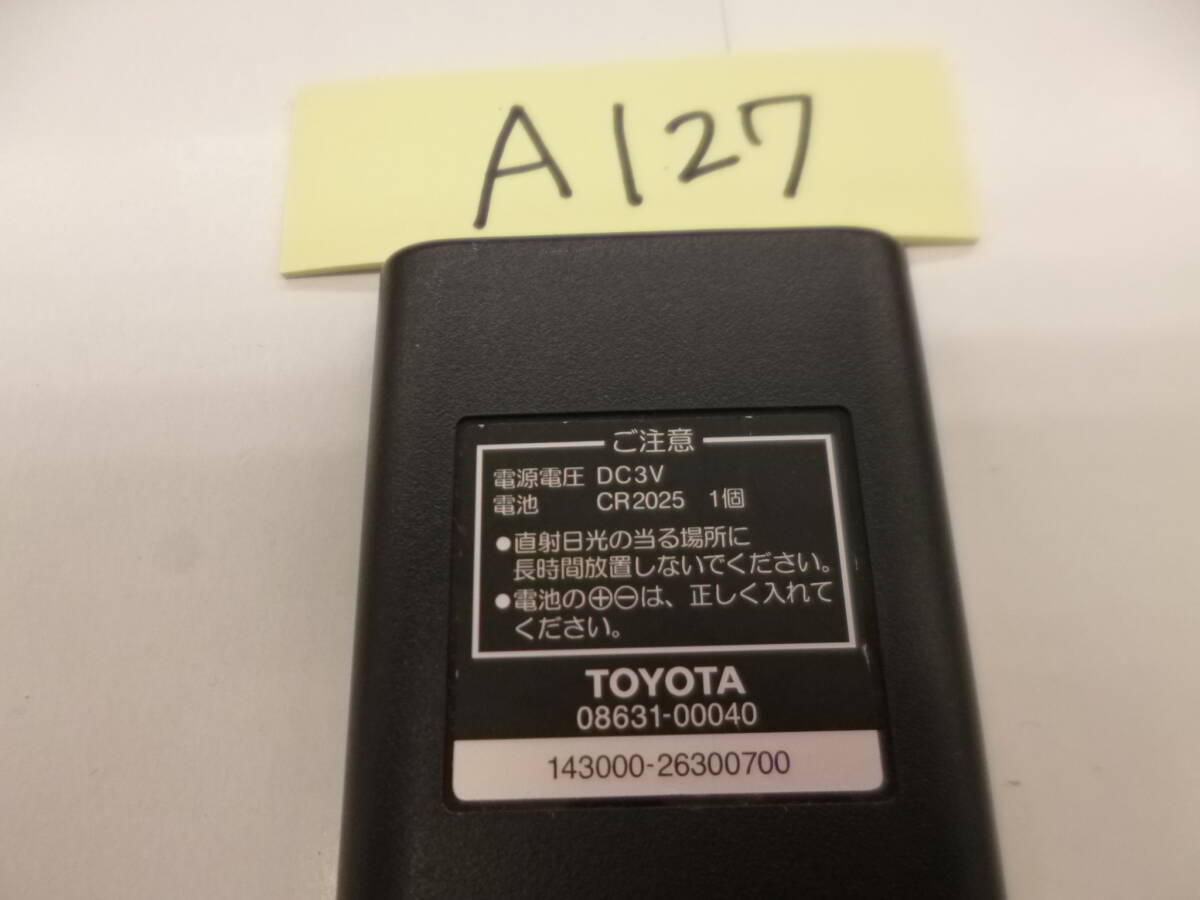 A127
ご注意
電源電圧 DC3V
電池 CR2025 1個
●直射日光の当る場所に
長時間放置しないでください。
●電池の⊕⊖は、正しく入れて
ください。
TOYOTA
08631-00040
143000-26300700